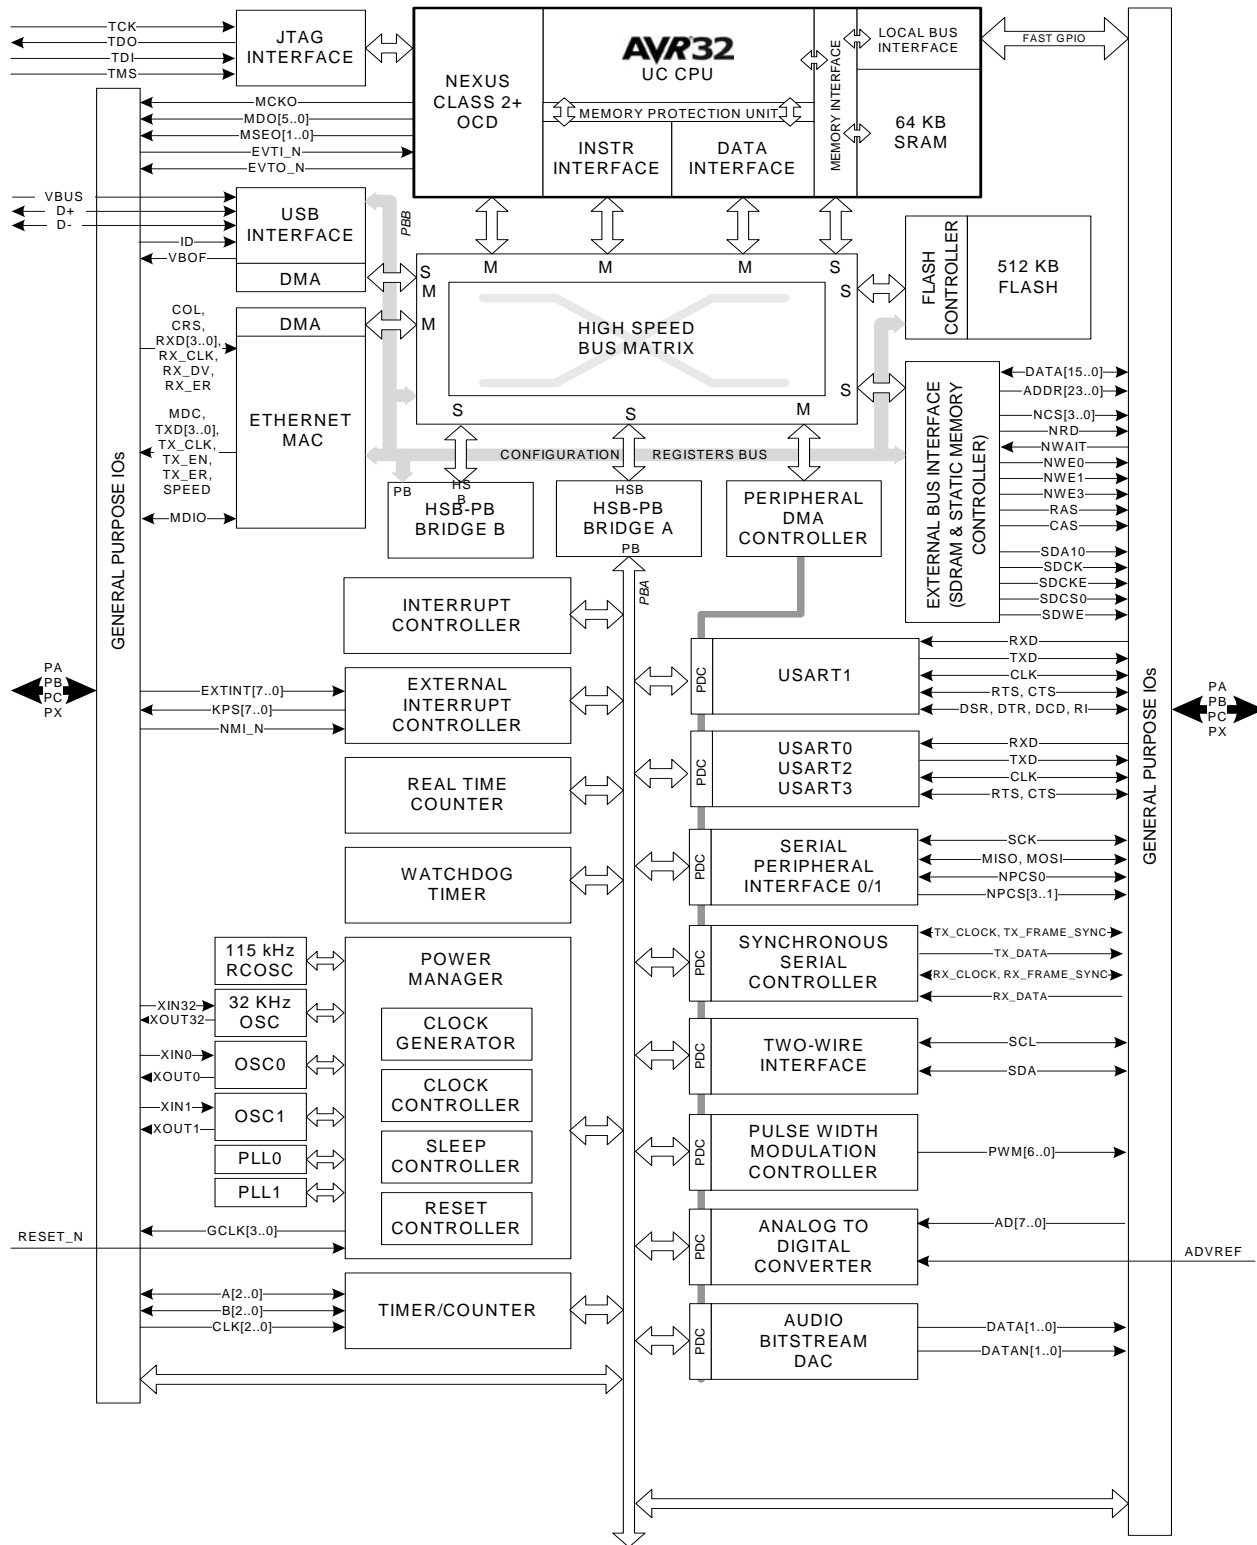 TCK
TDO
TDI
TMS
JTAG
INTERFACE
NEXUS
CLASS 2+
OCD
AVR32
UC CPU
MEMORY PROTECTION UNIT
INSTR
INTERFACE
DATA
INTERFACE
MEMORY INTERFACE
LOCAL BUS
INTERFACE
64 KB
SRAM
FAST GPIO
MCKO
MDO[5..0]
MSEO[1..0]
EVTI_N
EVTO_N
VBUS
D+
D-
ID
VBOF
USB
INTERFACE
DMA
PBB
S
M
M
M
M
M
S
S
S
S
S
M
HIGH SPEED
BUS MATRIX
FLASH
CONTROLLER
512 KB
FLASH
COL,
CRS,
RXD[3..0],
RX_CLK,
RX_DV,
RX_ER
MDC,
TXD[3..0],
TX_CLK,
TX_EN,
TX_ER,
SPEED
MDIO
DMA
ETHERNET
MAC
CONFIGURATION REGISTERS BUS
PB
HS
B
HSB-PB
BRIDGE B
HSB
HSB-PB
BRIDGE A
PB
PBA
PERIPHERAL
DMA
CONTROLLER
EXTERNAL BUS INTERFACE
(SDRAM & STATIC MEMORY
CONTROLLER)
DATA[15..0]
ADDR[23..0]
NCS[3..0]
NRD
NWAIT
NWE0
NWE1
NWE3
RAS
CAS
SDA10
SDCK
SDCKE
SDCS0
SDWE
GENERAL PURPOSE IOs
PA
PB
PC
PX
INTERRUPT
CONTROLLER
EXTINT[7..0]
KPS[7..0]
NMI_N
EXTERNAL
INTERRUPT
CONTROLLER
REAL TIME
COUNTER
WATCHDOG
TIMER
115 kHz
RCOSC
XIN32
XOUT32
32 KHz
OSC
XIN0
XOUT0
OSC0
XIN1
XOUT1
OSC1
PLL0
PLL1
GCLK[3..0]
RESET_N
POWER
MANAGER
CLOCK
GENERATOR
CLOCK
CONTROLLER
SLEEP
CONTROLLER
RESET
CONTROLLER
A[2..0]
B[2..0]
CLK[2..0]
TIMER/COUNTER
PDC
USART1
RXD
TXD
CLK
RTS, CTS
DSR, DTR, DCD, RI
PDC
USART0
USART2
USART3
RXD
TXD
CLK
RTS, CTS
PDC
SERIAL
PERIPHERAL
INTERFACE 0/1
SCK
MISO, MOSI
NPCS0
NPCS[3..1]
PDC
SYNCHRONOUS
SERIAL
CONTROLLER
TX_CLOCK, TX_FRAME_SYNC
TX_DATA
RX_CLOCK, RX_FRAME_SYNC
RX_DATA
PDC
TWO-WIRE
INTERFACE
SCL
SDA
PDC
PULSE WIDTH
MODULATION
CONTROLLER
PWM[6..0]
PDC
ANALOG TO
DIGITAL
CONVERTER
AD[7..0]
ADVREF
PDC
AUDIO
BITSTREAM
DAC
DATA[1..0]
DATAN[1..0]
GENERAL PURPOSE IOs
PA
PB
PC
PX